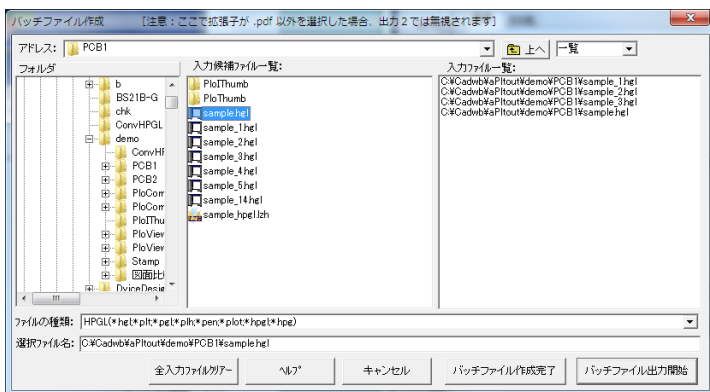 バッチファイル作成　　[注意：ここで拡張子が .pdf 以外を選択した場合、出力２では無視されます]
アドレス: PCB1 上へ 一覧
フォルダ
b
BS21B-G
chk
ConvHPGL
demo
ConvHF
PCB1
PCB2
PloCom
PloCom
PloIThu
PloView
PloView
Stamp
図面比
DviceDesig
入力候補ファイル一覧:
PloIThumb
PloThumb
sample.hgl
sample_1.hgl
sample_2.hgl
sample_3.hgl
sample_4.hgl
sample_5.hgl
sample_14.hgl
sample_hpgl.lzh
入力ファイル一覧:
C:¥Cadwb¥aPltout¥demo¥PCB1¥sample_1.hgl
C:¥Cadwb¥aPltout¥demo¥PCB1¥sample_2.hgl
C:¥Cadwb¥aPltout¥demo¥PCB1¥sample_3.hgl
C:¥Cadwb¥aPltout¥demo¥PCB1¥sample.hgl
ファイルの種類: HPGL(*.hgl;*.plt;*.pgl;*.plh;*.pen;*.plot;*.hpgl;*.hpg)
選択ファイル名: C:¥Cadwb¥aPltout¥demo¥PCB1¥sample.hgl
全入力ファイルクリアー ヘルプ キャンセル バッチファイル作成完了 バッチファイル出力開始